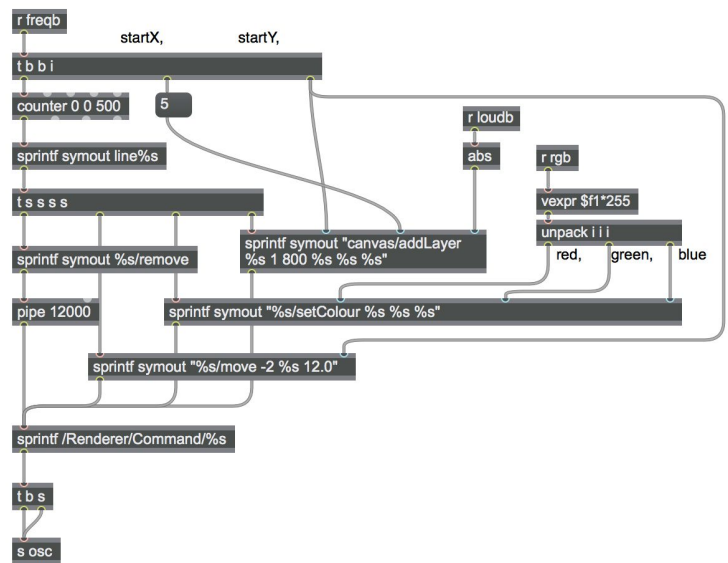 r freqb
startX,
startY,
t b b i
counter 0 0 500
5
r loudb
sprintf symout line%s
abs
r rgb
t s s s s
vexpr $f1*255
sprintf symout "canvas/addLayer
%s 1 800 %s %s %s"
unpack i i i
sprintf symout %s/remove
red,
green,
blue
pipe 12000
sprintf symout "%s/setColour %s %s %s"
sprintf symout "%s/move -2 %s 12.0"
sprintf /Renderer/Command/%s
t b s
s osc